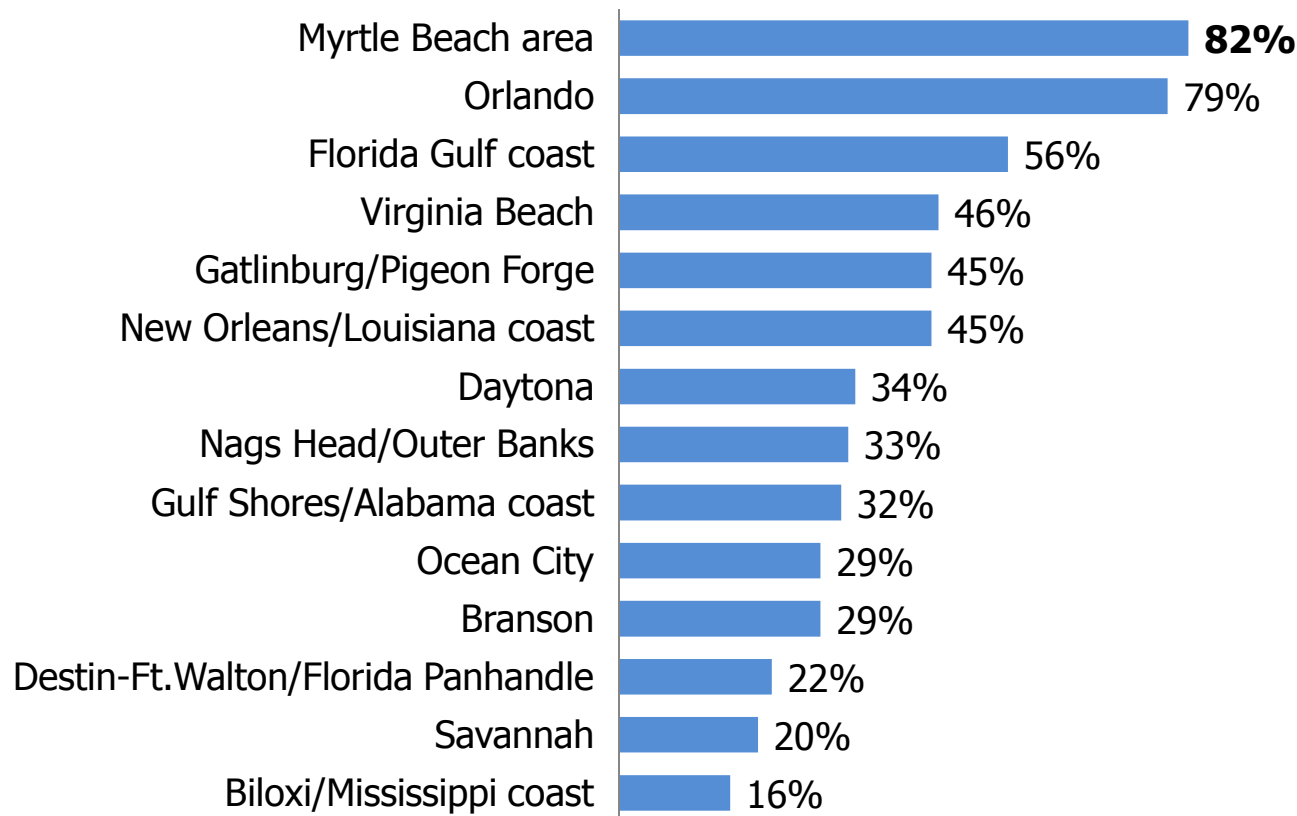 Myrtle Beach area 82%
Orlando 79%
Florida Gulf coast 56%
Virginia Beach 46%
Gatlinburg/Pigeon Forge 45%
New Orleans/Louisiana coast 45%
Daytona 34%
Nags Head/Outer Banks 33%
Gulf Shores/Alabama coast 32%
Ocean City 29%
Branson 29%
Destin-Ft.Walton/Florida Panhandle 22%
Savannah 20%
Biloxi/Mississippi coast 16%